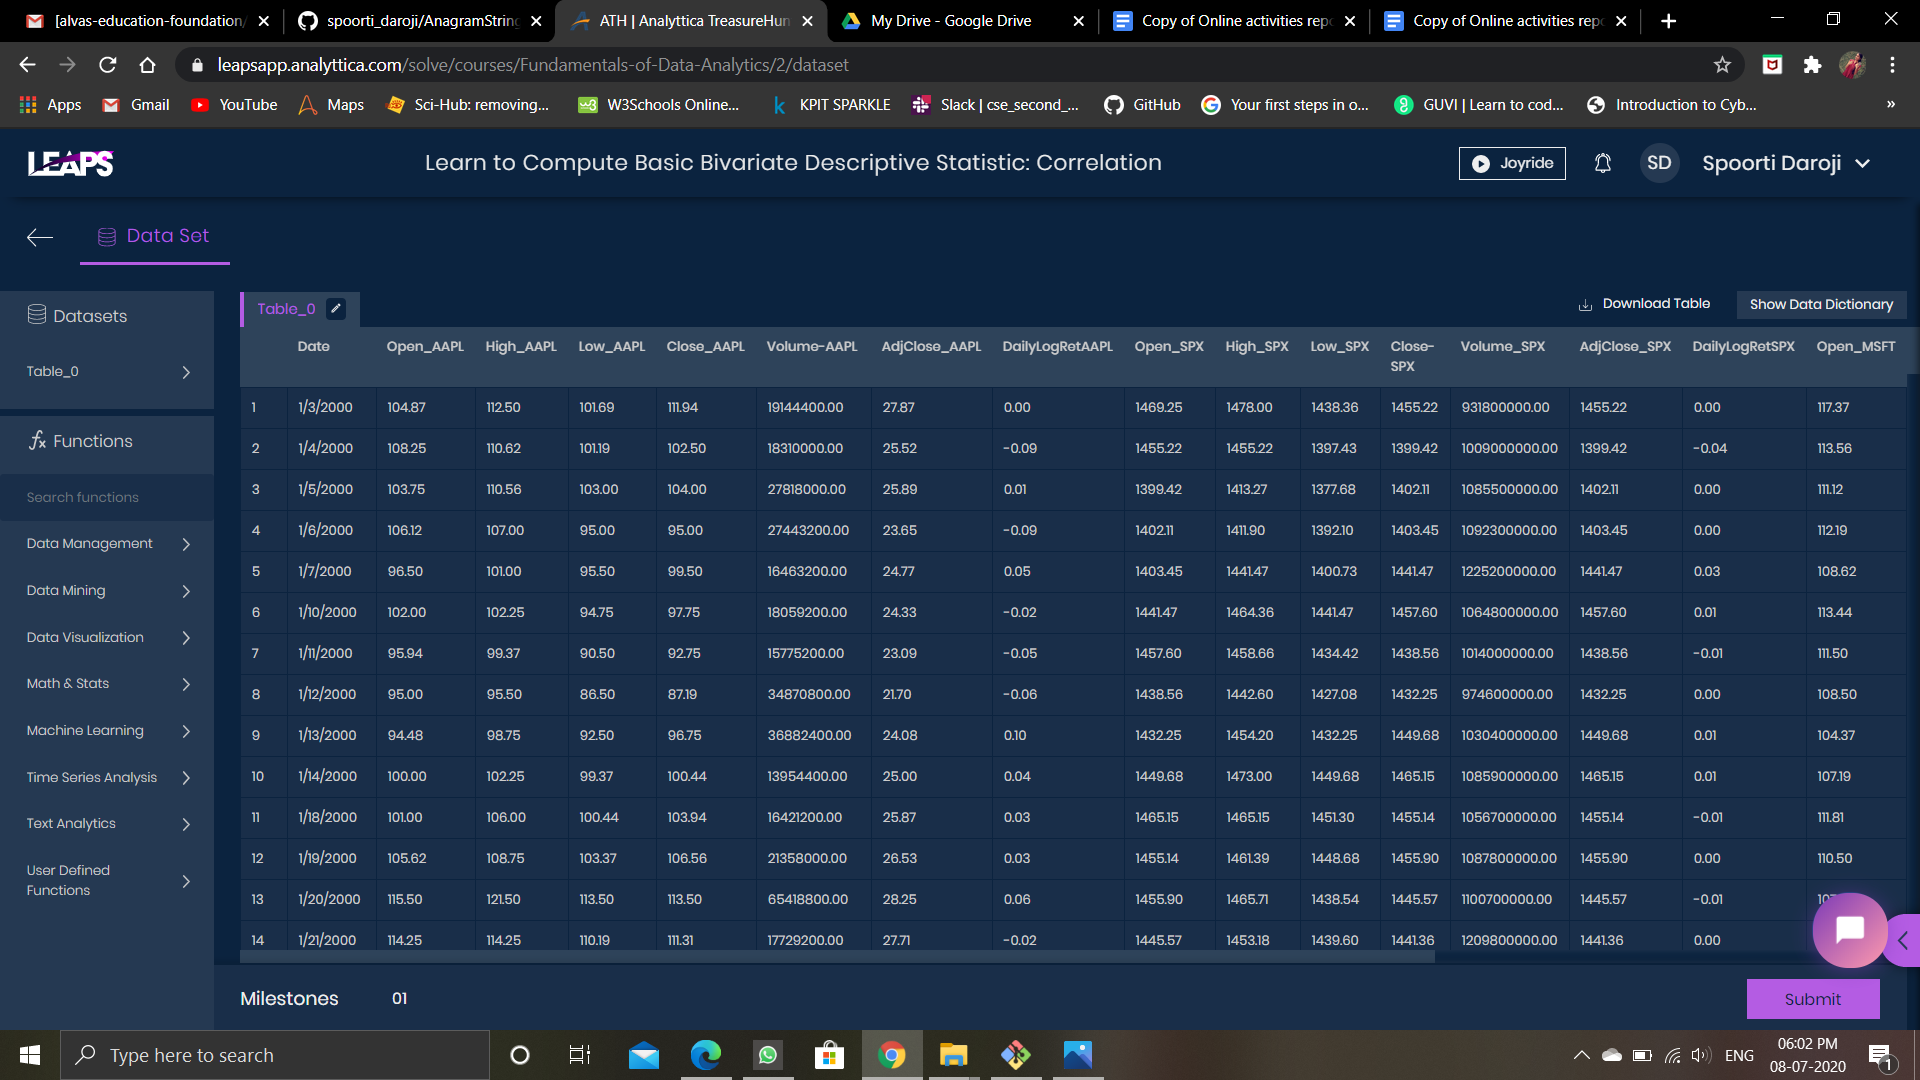 [alvas-education-foundation/
spoorti_daroji/AnagramString
ATH | Analyttica TreasureHun
My Drive - Google Drive
Copy of Online activities repo
Copy of Online activities repo
leapsapp.analyttica.com/solve/courses/Fundamentals-of-Data-Analytics/2/dataset
Apps Gmail YouTube Maps Sci-Hub: removing... W3Schools Online... KPIT SPARKLE Slack | cse_second_... GitHub Your first steps in o... GUVI | Learn to cod... Introduction to Cyb... »
LEAPS
Learn to Compute Basic Bivariate Descriptive Statistic: Correlation
Joyride
SD
Spoorti Daroji
Data Set
Datasets
Table_0
Functions
Search functions
Data Management
Data Mining
Data Visualization
Math & Stats
Machine Learning
Time Series Analysis
Text Analytics
User Defined
Functions
Table_0
Download Table
Show Data Dictionary
Date Open_AAPL High_AAPL Low_AAPL Close_AAPL Volume-AAPL AdjClose_AAPL DailyLogRetAAPL Open_SPX High_SPX Low_SPX Close-SPX Volume_SPX AdjClose_SPX DailyLogRetSPX Open_MSFT
1 1/3/2000 104.87 112.50 101.69 111.94 19144400.00 27.87 0.00 1469.25 1478.00 1438.36 1455.22 931800000.00 1455.22 0.00 117.37
2 1/4/2000 108.25 110.62 101.19 102.50 18310000.00 25.52 -0.09 1455.22 1455.22 1397.43 1399.42 1009000000.00 1399.42 -0.04 113.56
3 1/5/2000 103.75 110.56 103.00 104.00 27818000.00 25.89 0.01 1399.42 1413.27 1377.68 1402.11 1085500000.00 1402.11 0.00 111.12
4 1/6/2000 106.12 107.00 95.00 95.00 27443200.00 23.65 -0.09 1402.11 1411.90 1392.10 1403.45 1092300000.00 1403.45 0.00 112.19
5 1/7/2000 96.50 101.00 95.50 99.50 16463200.00 24.77 0.05 1403.45 1441.47 1400.73 1441.47 1225200000.00 1441.47 0.03 108.62
6 1/10/2000 102.00 102.25 94.75 97.75 18059200.00 24.33 -0.02 1441.47 1464.36 1441.47 1457.60 1064800000.00 1457.60 0.01 113.44
7 1/11/2000 95.94 99.37 90.50 92.75 15775200.00 23.09 -0.05 1457.60 1458.66 1434.42 1438.56 1014000000.00 1438.56 -0.01 111.50
8 1/12/2000 95.00 95.50 86.50 87.19 34870800.00 21.70 -0.06 1438.56 1442.60 1427.08 1432.25 974600000.00 1432.25 0.00 108.50
9 1/13/2000 94.48 98.75 92.50 96.75 36882400.00 24.08 0.10 1432.25 1454.20 1432.25 1449.68 1030400000.00 1449.68 0.01 104.37
10 1/14/2000 100.00 102.25 99.37 100.44 13954400.00 25.00 0.04 1449.68 1473.00 1449.68 1465.15 1085900000.00 1465.15 0.01 107.19
11 1/18/2000 101.00 106.00 100.44 103.94 16421200.00 25.87 0.03 1465.15 1465.15 1451.30 1455.14 1056700000.00 1455.14 -0.01 111.81
12 1/19/2000 105.62 108.75 103.37 106.56 21358000.00 26.53 0.03 1455.14 1461.39 1448.68 1455.90 1087800000.00 1455.90 0.00 110.50
13 1/20/2000 115.50 121.50 113.50 113.50 65418800.00 28.25 0.06 1455.90 1465.71 1438.54 1445.57 1100700000.00 1445.57 -0.01
14 1/21/2000 114.25 114.25 110.19 111.31 17729200.00 27.71 -0.02 1445.57 1453.18 1439.60 1441.36 1209800000.00 1441.36 0.00
Milestones 01
Submit
Type here to search
ENG
06:02 PM
08-07-2020
1